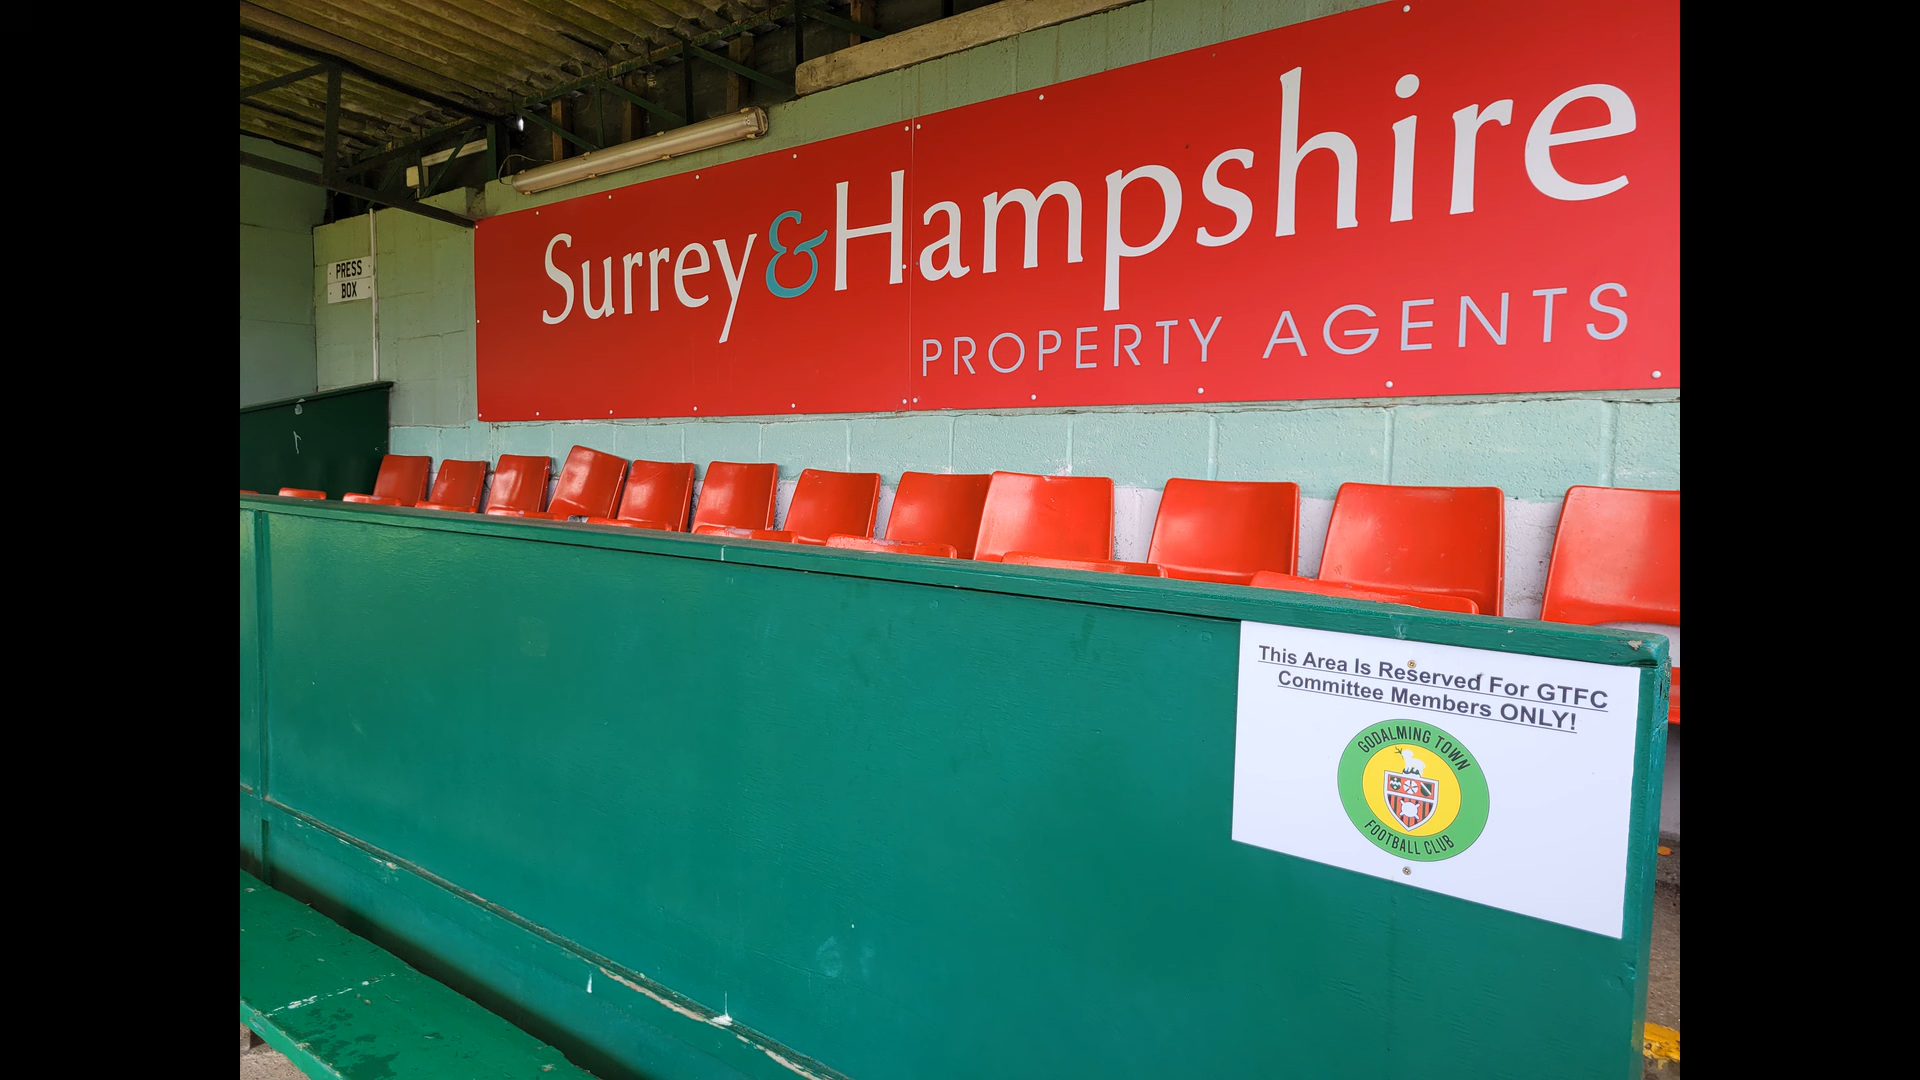 Surrey&Hampshire
PROPERTY AGENTS
PRESS
BOX
This Area Is Reserved For GTFC
Committee Members ONLY!
GODALMING TOWN
FOOTBALL CLUB